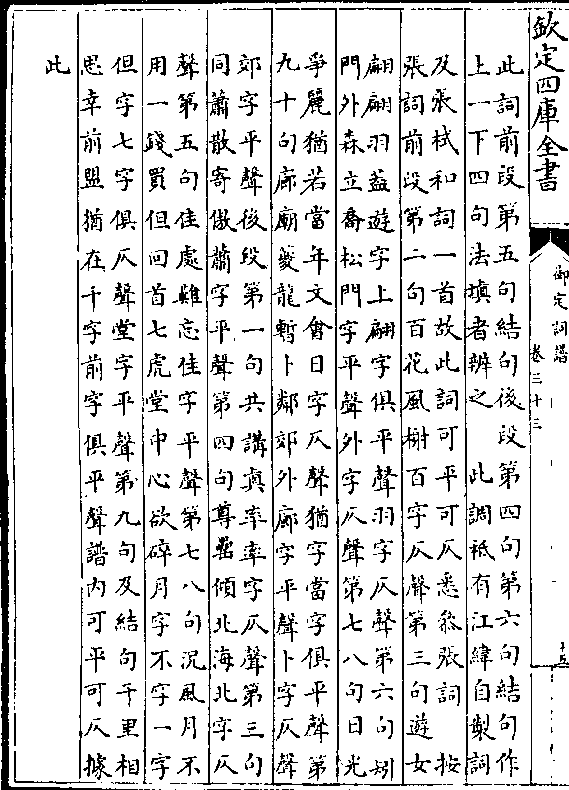 欽定四庫全書
御定詞譜
卷三十三
十五
此詞前段第五句結句後段第四句第六句結句作
上一下四句法填者辨之　此調祗有江緯自製詞
及張栻和詞一首故此詞可平可仄悉叅張詞　按
張詞前段第二句百花風榭百字仄聲第三句遊女
翩翩羽葢遊字上翩字俱平聲羽字仄聲第六句矧
門外森立喬松門字平聲外字仄聲第七八句日光
爭麗猶若當年文會日字仄聲猶字當字俱平聲第
九十句廊廟夔龍暫卜鄰郊外廊字平聲卜字仄聲
郊字平聲後段第一句共講真率率字仄聲第三句
同蕭散寄傲蕭字平聲第四句尊罍傾北海北字仄
聲第五句佳處難忘佳字平聲第七八句況風月不
用一錢買但回首七虎堂中心欲碎月字不字一字
但字七字俱仄聲堂字平聲第九句及結句千里相
思幸前盟猶在千字前字俱平聲譜内可平可仄據
此